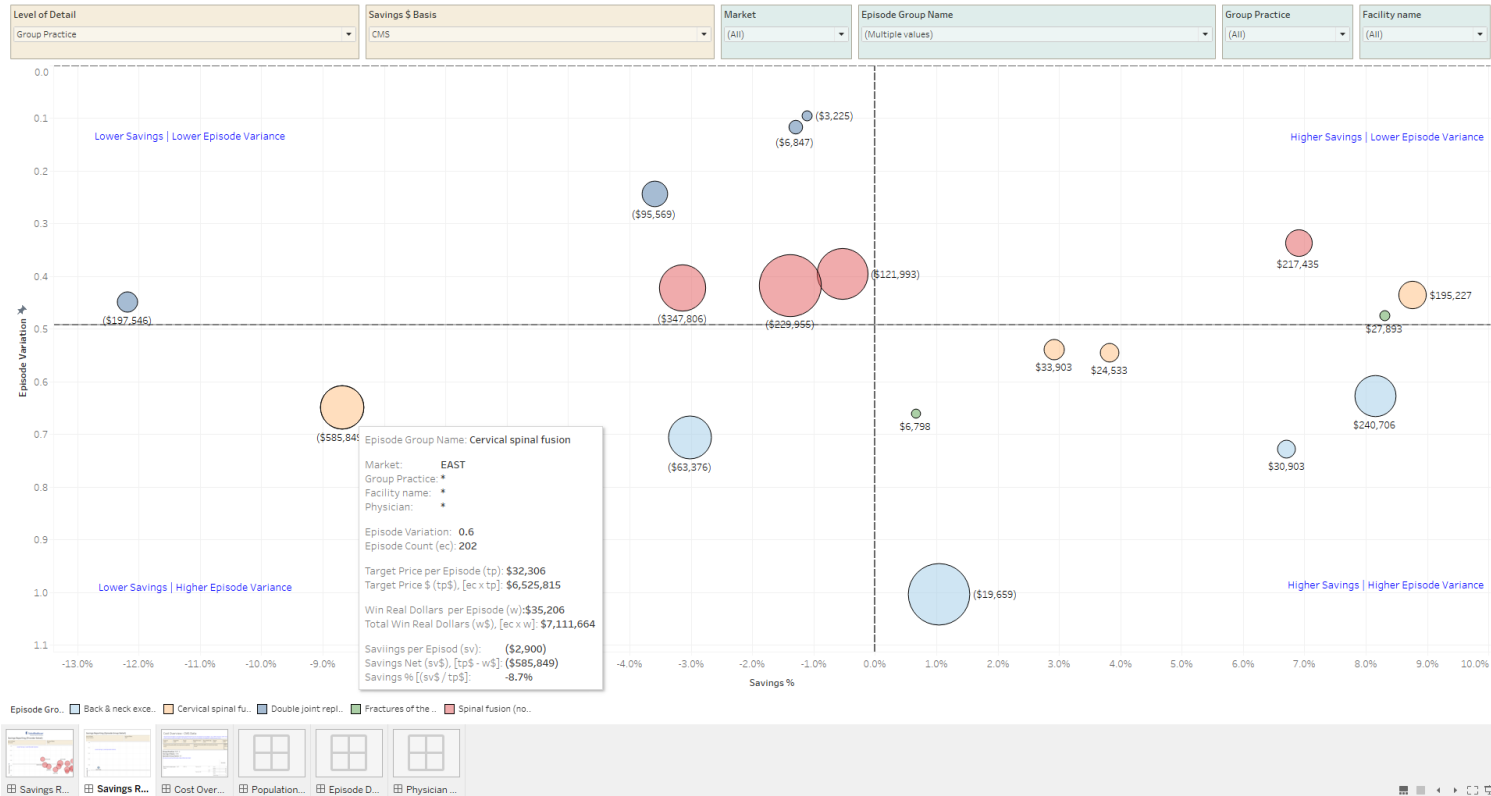 Level of Detail
Group Practice
Savings $ Basis
CMS
Market
(All)
Episode Group Name
(Multiple values)
Group Practice
(All)
Facility name
(All)
0.0
0.1
0.2
0.3
0.4
0.5
0.6
0.7
0.8
0.9
1.0
1.1
Episode Variation
Lower Savings | Lower Episode Variance
Higher Savings | Lower Episode Variance
($3,225)
($6,847)
($95,569)
$217,435
($121,993)
$195,227
($197,546)
($347,806)
($229,955)
$27,893
$33,903
$24,533
$6,798
$240,706
($585,849
($63,376)
$30,903
Episode Group Name: Cervical spinal fusion
Market: EAST
Group Practice: *
Facility name: *
Physician: *
Episode Variation: 0.6
Episode Count (ec): 202
Target Price per Episode (tp): $32,306
Target Price $ (tp$), [ec x tp]: $6,525,815
Win Real Dollars per Episode (w):$35,206
Total Win Real Dollars (w$), [ec x w]: $7,111,664
Saviings per Episod (sv): ($2,900)
Savings Net (sv$), [tp$ - w$]: ($585,849)
Savings % [(sv$ / tp$]: -8.7%
Lower Savings | Higher Episode Variance
Higher Savings | Higher Episode Variance
($19,659)
-13.0%
-12.0%
-11.0%
-10.0%
-9.0%
-4.0%
-3.0%
-2.0%
-1.0%
0.0%
1.0%
2.0%
3.0%
4.0%
5.0%
6.0%
7.0%
8.0%
9.0%
10.0%
Savings %
Episode Gro..
Back & neck exce..
Cervical spinal fu..
Double joint repl..
Fractures of the ..
Spinal fusion (no..
Savings R...
Savings R...
Cost Over...
Population...
Episode D...
Physician ...